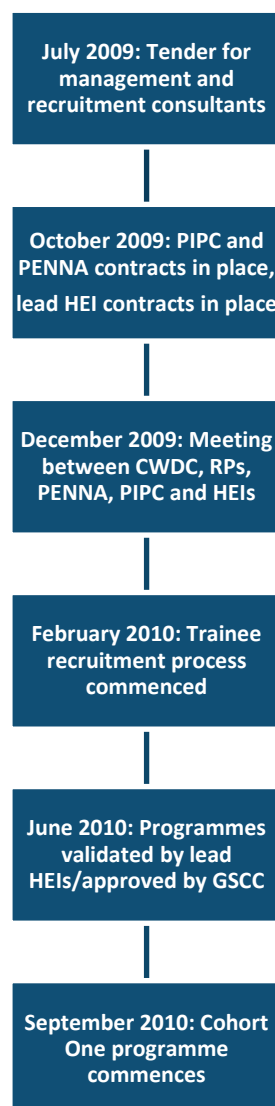 July 2009: Tender for
management and
recruitment consultants
October 2009: PIPC and
PENNA contracts in place,
lead HEI contracts in place
December 2009: Meeting
between CWDC, RPs,
PENNA, PIPC and HEIs
February 2010: Trainee
recruitment process
commenced
June 2010: Programmes
validated by lead
HEIs/approved by GSCC
September 2010: Cohort
One programme
commences